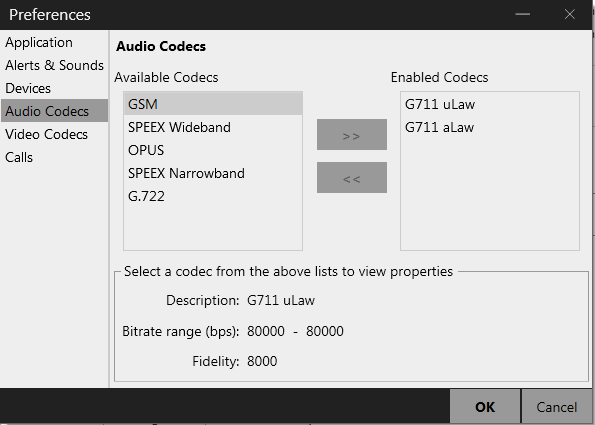 Preferences
Application
Alerts & Sounds
Devices
Audio Codecs
Video Codecs
Calls
Audio Codecs
Available Codecs
GSM
SPEEX Wideband
OPUS
SPEEX Narrowband
G.722
>>
<<
Enabled Codecs
G711 uLaw
G711 aLaw
Select a codec from the above lists to view properties
Description: G711 uLaw
Bitrate range (bps): 80000 - 80000
Fidelity: 8000
OK Cancel